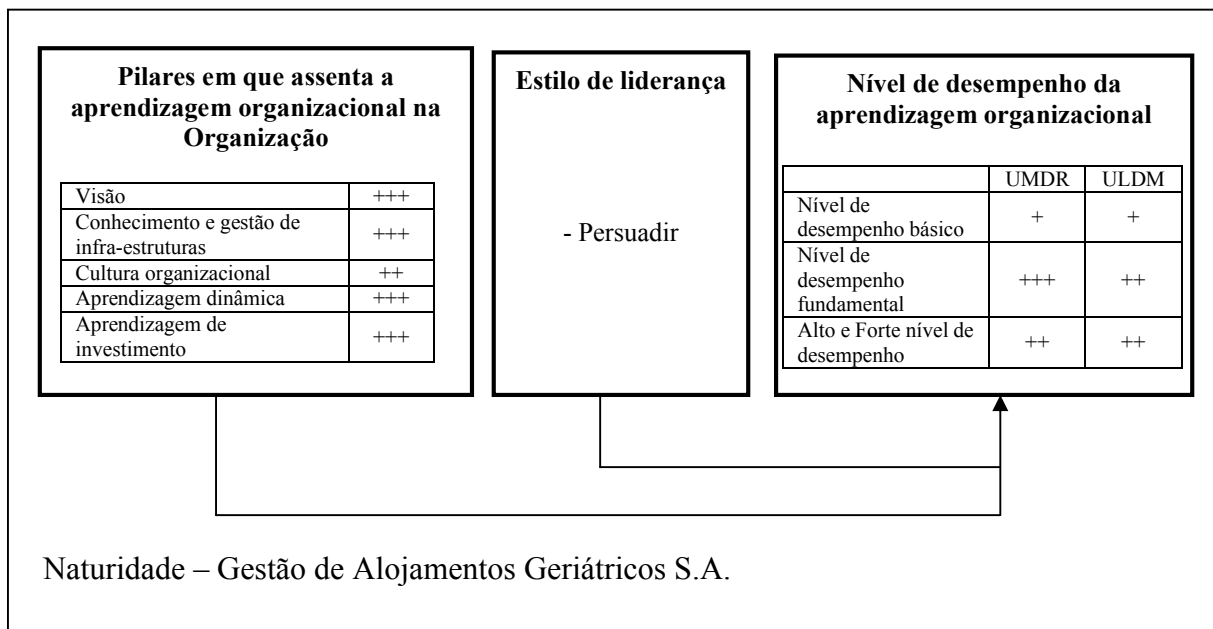 Pilares em que assenta a
aprendizagem organizacional na
Organização
Visão +++
Conhecimento e gestão de
infra-estruturas +++
Cultura organizacional ++
Aprendizagem dinâmica +++
Aprendizagem de
investimento +++
Estilo de liderança
- Persuadir
Nível de desempenho da
aprendizagem organizacional
UMDR ULDM
Nível de
desempenho básico + +
Nível de
desempenho
fundamental +++ ++
Alto e Forte nível de
desempenho ++ ++
Naturidade – Gestão de Alojamentos Geriátricos S.A.